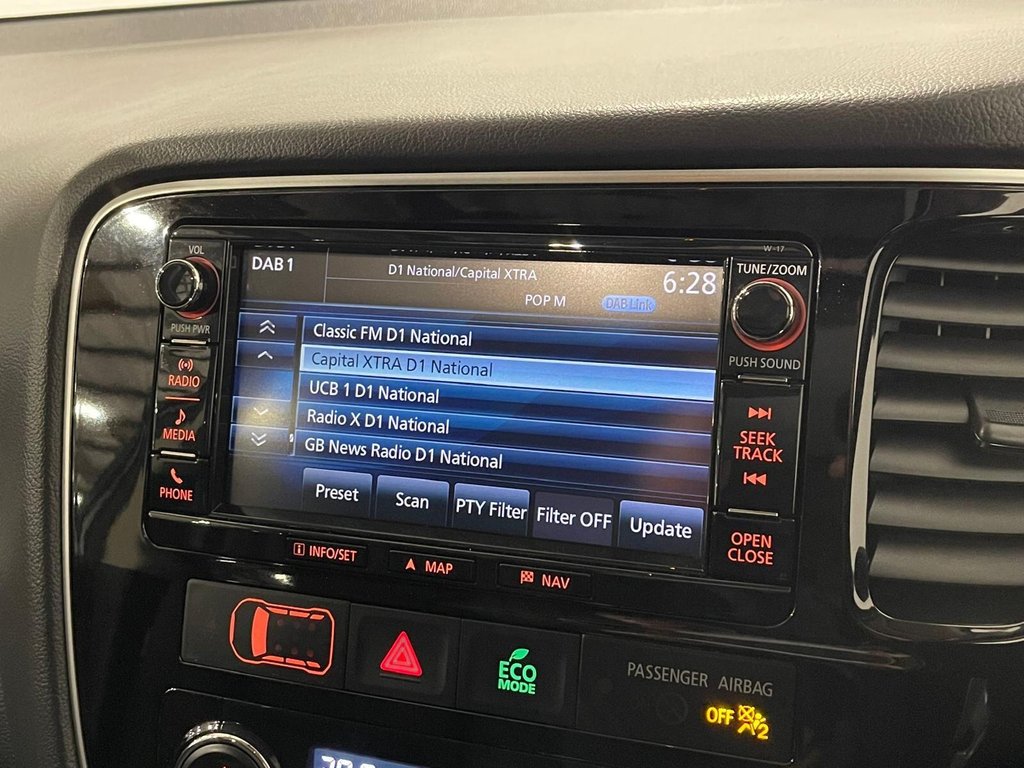 VOL
PUSH PWR
RADIO
MEDIA
PHONE
DAB 1
D1 National/Capital XTRA
6:28
POP M
DAB Link
Classic FM D1 National
Capital XTRA D1 National
UCB 1 D1 National
Radio X D1 National
GB News Radio D1 National
Preset
Scan
PTY Filter
Filter OFF
Update
W-17
TUNE/ZOOM
PUSH SOUND
SEEK
TRACK
OPEN
CLOSE
i INFO/SET
MAP
NAV
ECO
MODE
PASSENGER AIRBAG
OFF 2